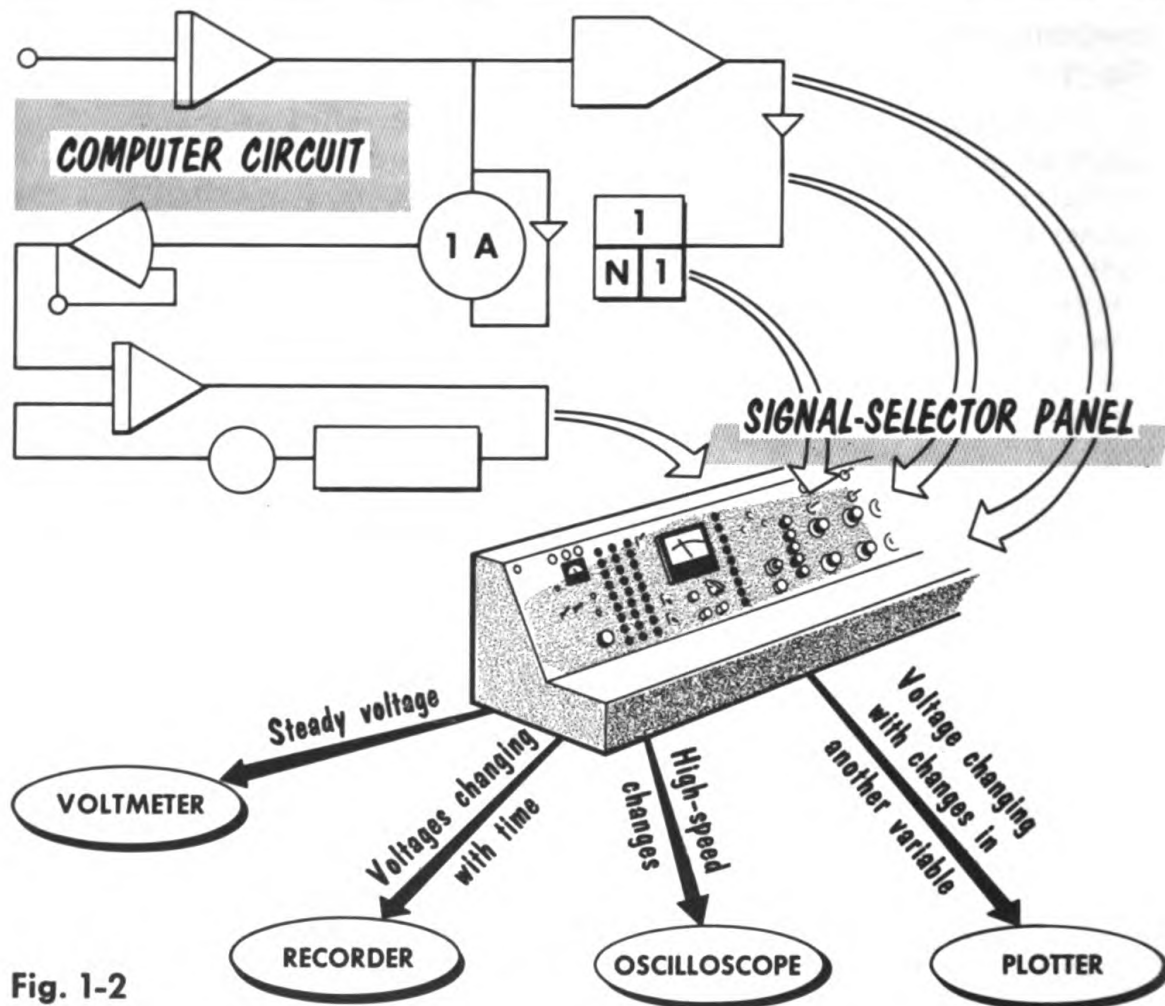 COMPUTER CIRCUIT
1 A
1
N 1
SIGNAL-SELECTOR PANEL
Steady voltage
Voltages changing
with time
High-speed
changes
Voltage changing
with changes in
another variable
VOLTMETER
RECORDER
OSCILLOSCOPE
PLOTTER
Fig. 1-2